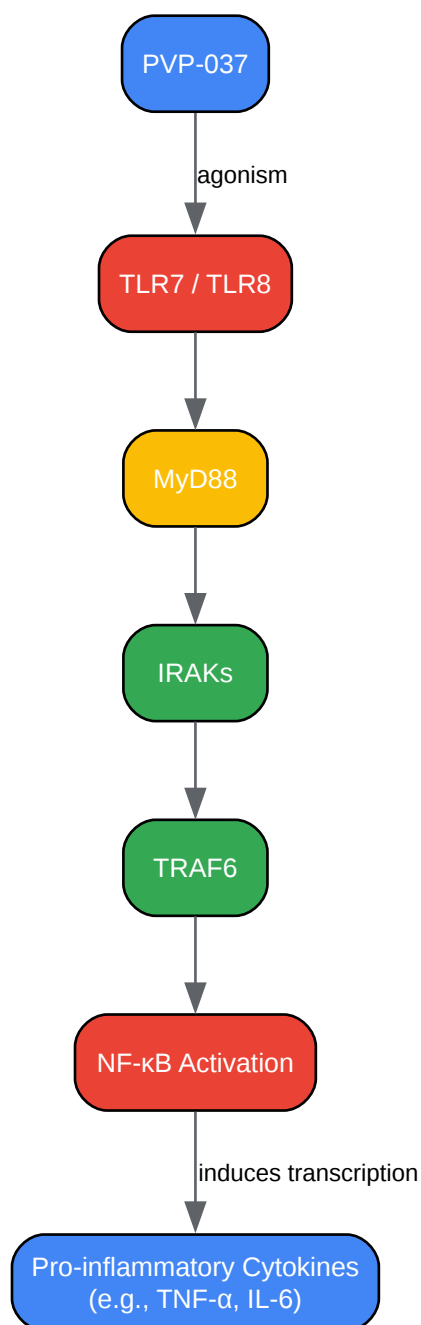 PVP-037
agonism
TLR7 / TLR8
MyD88
IRAKs
TRAF6
NF-κB Activation
induces transcription
Pro-inflammatory Cytokines
(e.g., TNF-α, IL-6)